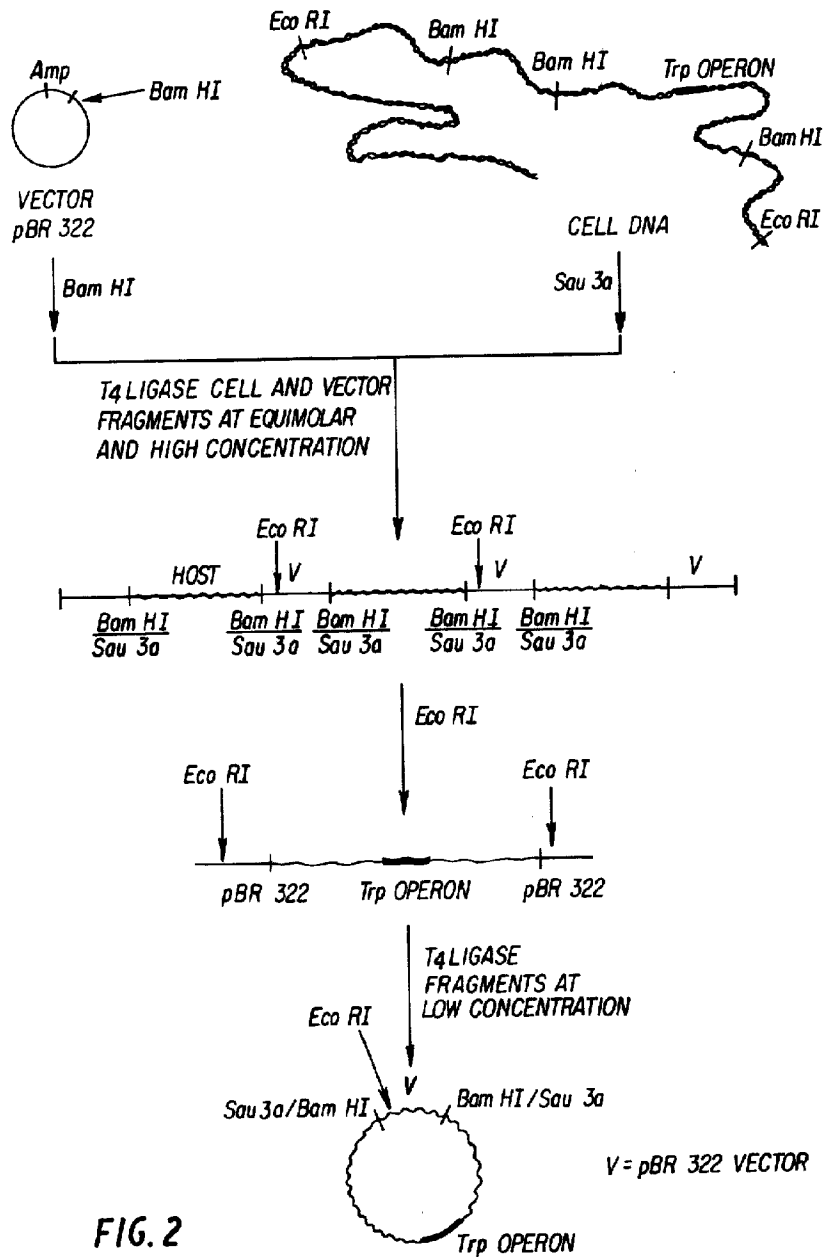 Eco RI
Bam HI
Bam HI
Trp OPERON
Amp
Bam HI
Bam HI
Eco RI
VECTOR
pBR 322
CELL DNA
Bam HI
Sau 3a
T4 LIGASE CELL AND VECTOR
FRAGMENTS AT EQUIMOLAR
AND HIGH CONCENTRATION
Eco RI
Eco RI
HOST
V
V
V
Bam HI
Sau 3a
Bam HI
Sau 3a
Bam HI
Sau 3a
Bam HI
Sau 3a
Bam HI
Sau 3a
Eco RI
Eco RI
Eco RI
pBR 322
Trp OPERON
pBR 322
T4 LIGASE
FRAGMENTS AT
LOW CONCENTRATION
Eco RI
V
Sau 3a/Bam HI
Bam HI/Sau 3a
V = pBR 322 VECTOR
Trp OPERON
FIG. 2